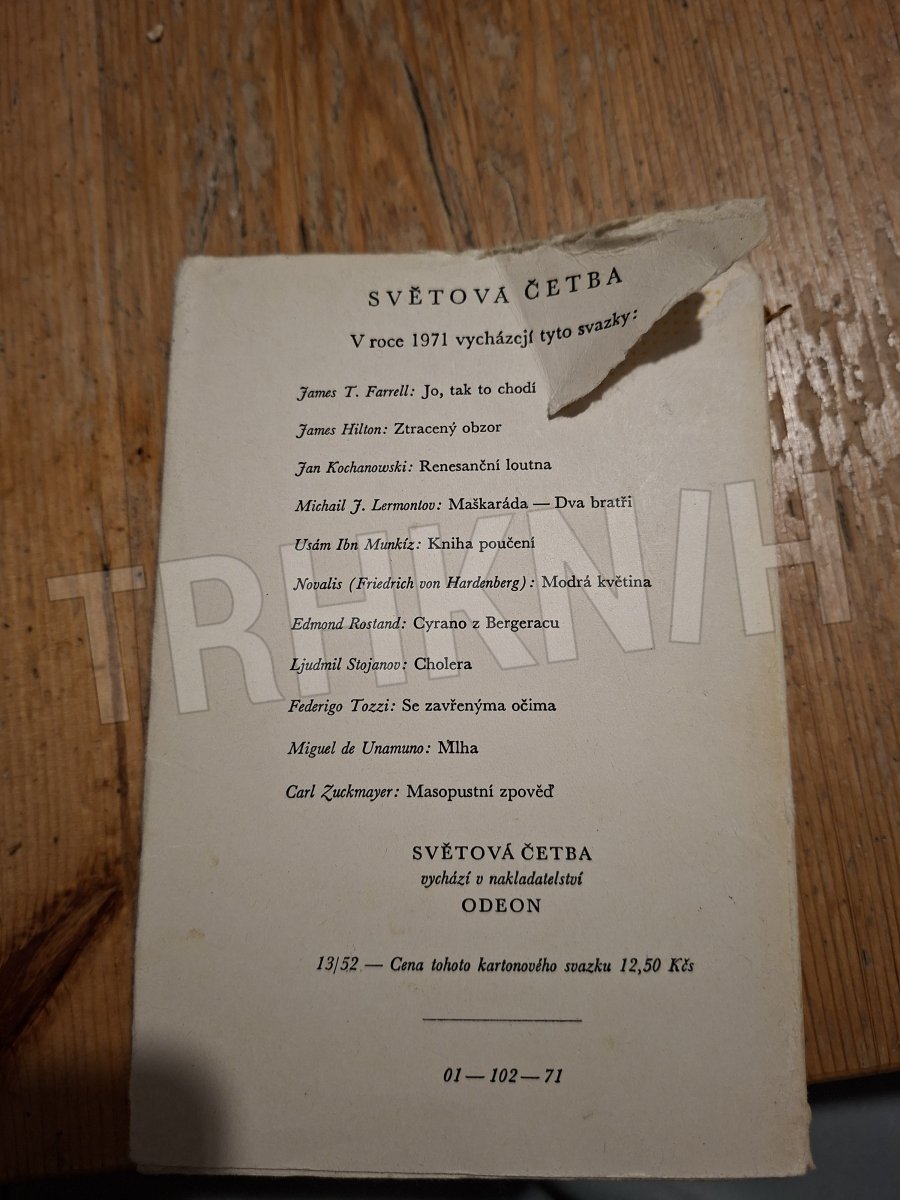 SVĚTOVÁ ČETBA
V roce 1971 vycházejí tyto svazky:
James T. Farrell: Jo, tak to chodí
James Hilton: Ztracený obzor
Jan Kochanowski: Renesanční loutna
Michail J. Lermontov: Maškaráda — Dva bratři
Usám Ibn Munkíz: Kniha poučení
Novalis (Friedrich von Hardenberg): Modrá květina
Edmond Rostand: Cyrano z Bergeracu
Ljudmil Stojanov: Cholera
Federigo Tozzi: Se zavřenýma očima
Miguel de Unamuno: Mlha
Carl Zuckmayer: Masopustní zpověď
SVĚTOVÁ ČETBA
vychází v nakladatelství
ODEON
13/52 — Cena tohoto kartonového svazku 12,50 Kčs
01—102—71
TRHKNIH